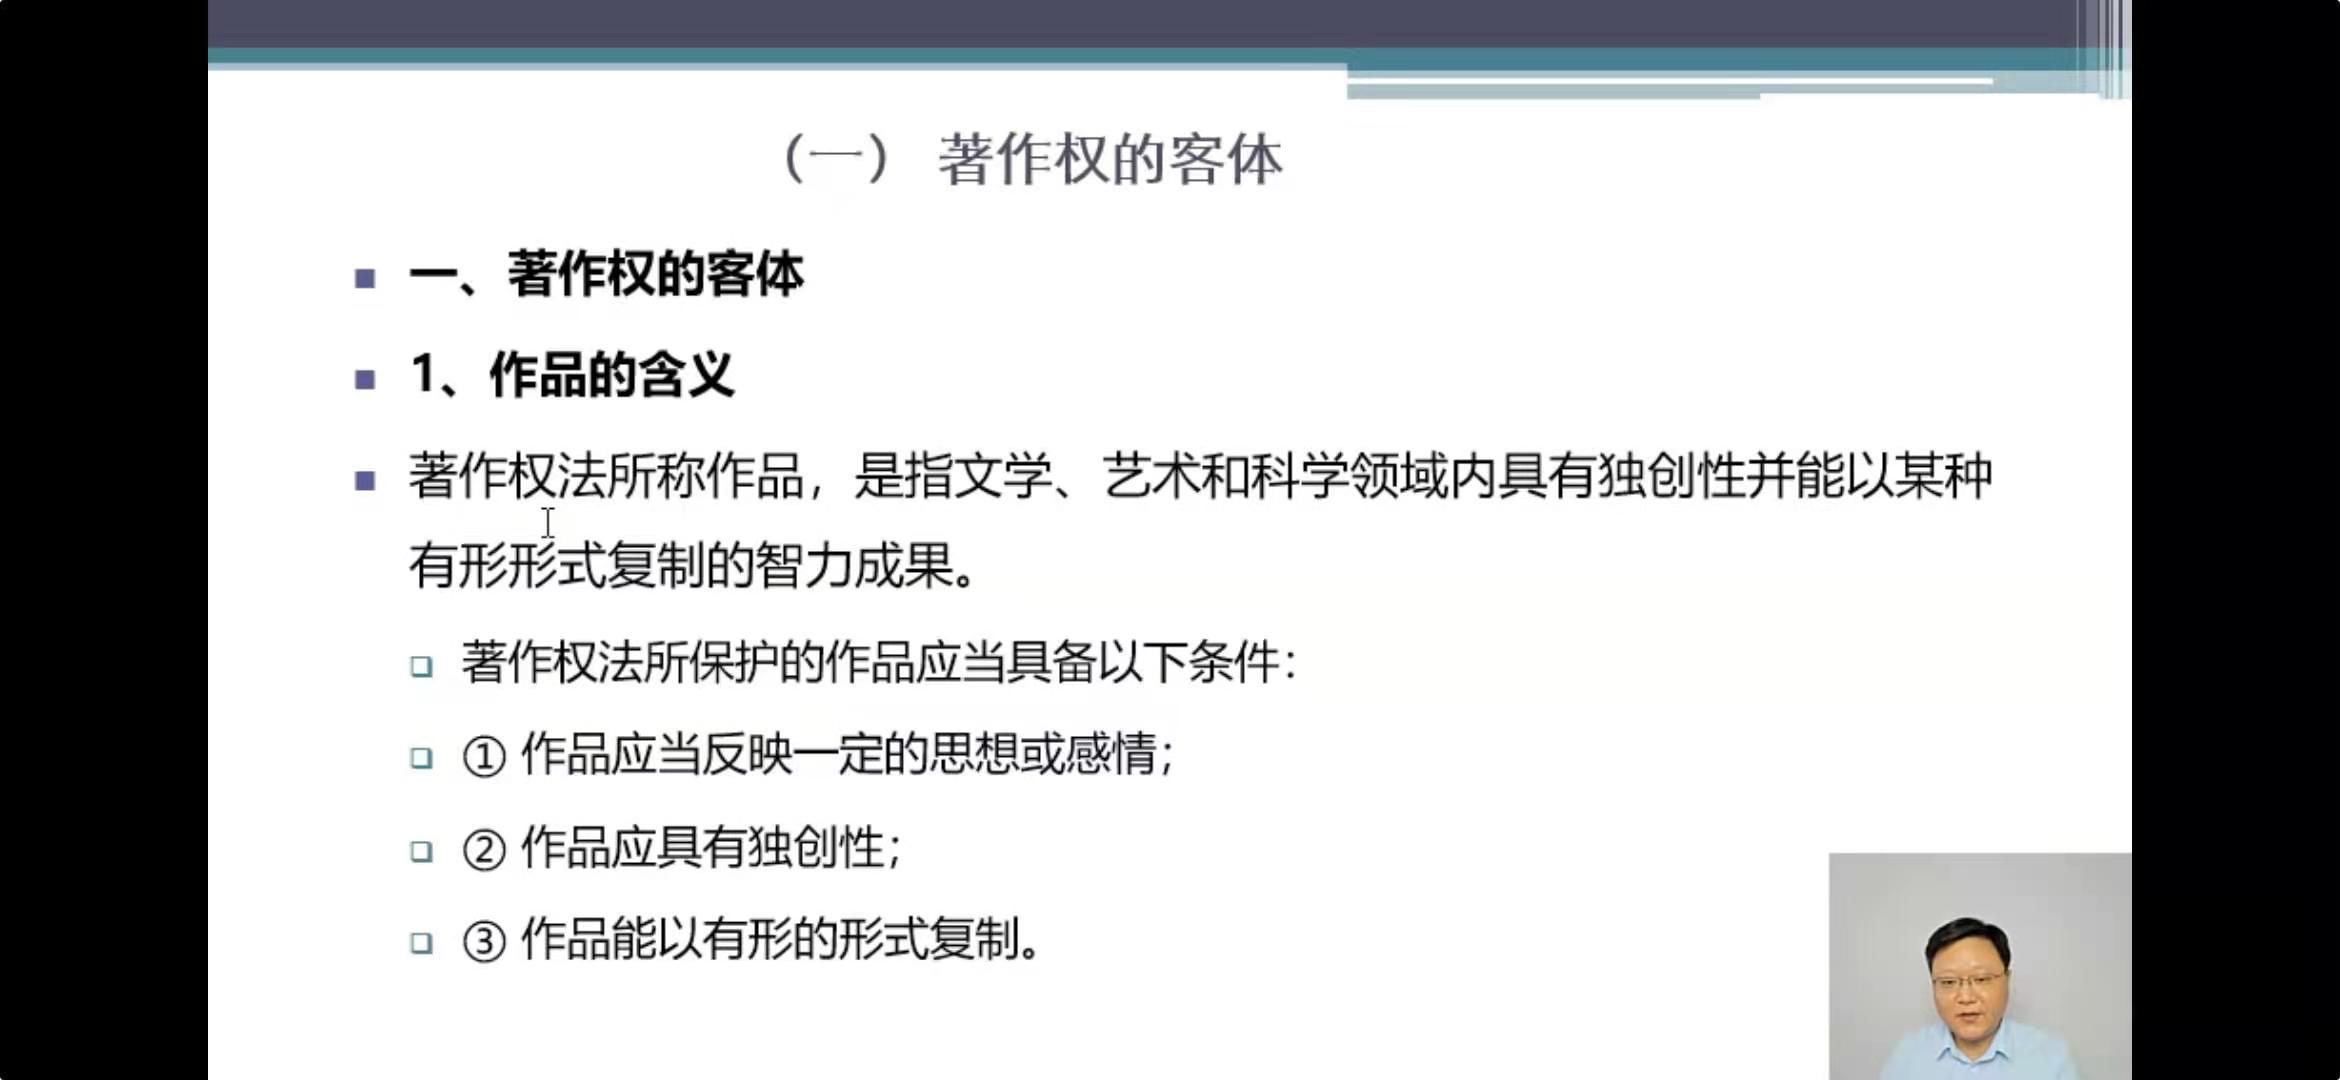 （一） 著作权的客体
一、著作权的客体
1、作品的含义
著作权法所称作品，是指文学、艺术和科学领域内具有独创性并能以某种
有形形式复制的智力成果。
著作权法所保护的作品应当具备以下条件：
① 作品应当反映一定的思想或感情；
② 作品应具有独创性；
③ 作品能以有形的形式复制。